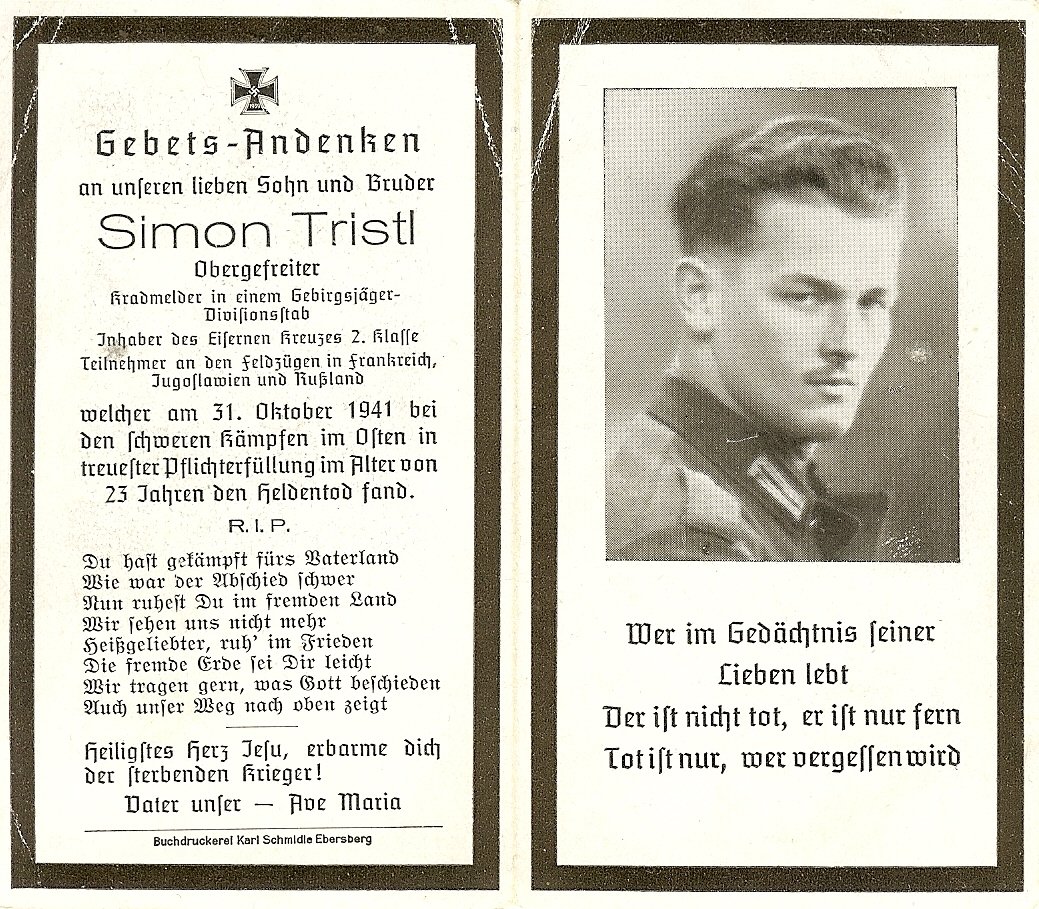 1939
Gebets-Andenken
an unseren lieben Sohn und Bruder
Simon Tristl
Obergefreiter
Kradmelder in einem Gebirgsjäger-
Divisionsstab
Inhaber des Eisernen Kreuzes 2. Klasse
Teilnehmer an den Feldzügen in Frankreich,
Jugoslawien und Rußland
welcher am 31. Oktober 1941 bei
den schweren Kämpfen im Osten in
treuester Pflichterfüllung im Alter von
23 Jahren den Heldentod fand.
R. I. P.
Du hast gekämpft fürs Vaterland
Wie war der Abschied schwer
Nun ruhest Du im fremden Land
Wir sehen uns nicht mehr
Heißgeliebter, ruh' im Frieden
Die fremde Erde sei Dir leicht
Wir tragen gern, was Gott beschieden
Auch unser Weg nach oben zeigt
Heiligstes Herz Jesu, erbarme dich
der sterbenden Krieger!
Vater unser — Ave Maria
Buchdruckerei Karl Schmidle Ebersberg
Wer im Gedächtnis seiner
Lieben lebt
Der ist nicht tot, er ist nur fern
Tot ist nur, wer vergessen wird